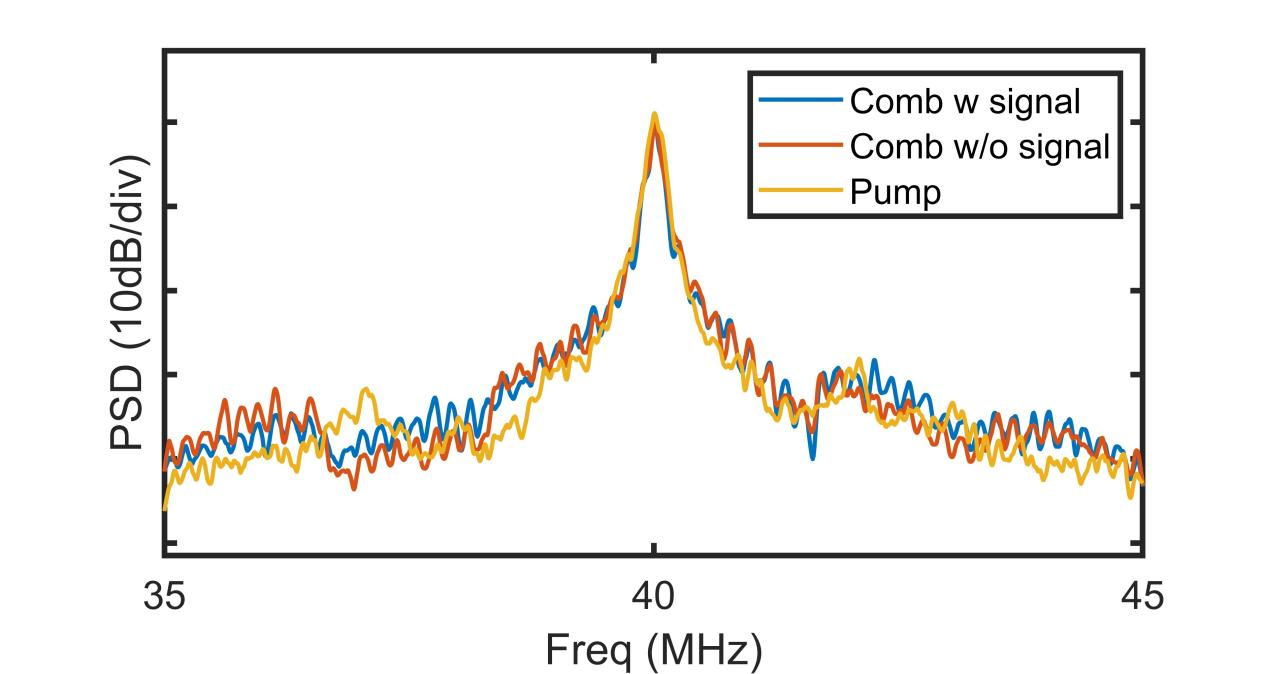 Comb w signal
Comb w/o signal
Pump
PSD (10dB/div)
35
40
45
Freq (MHz)